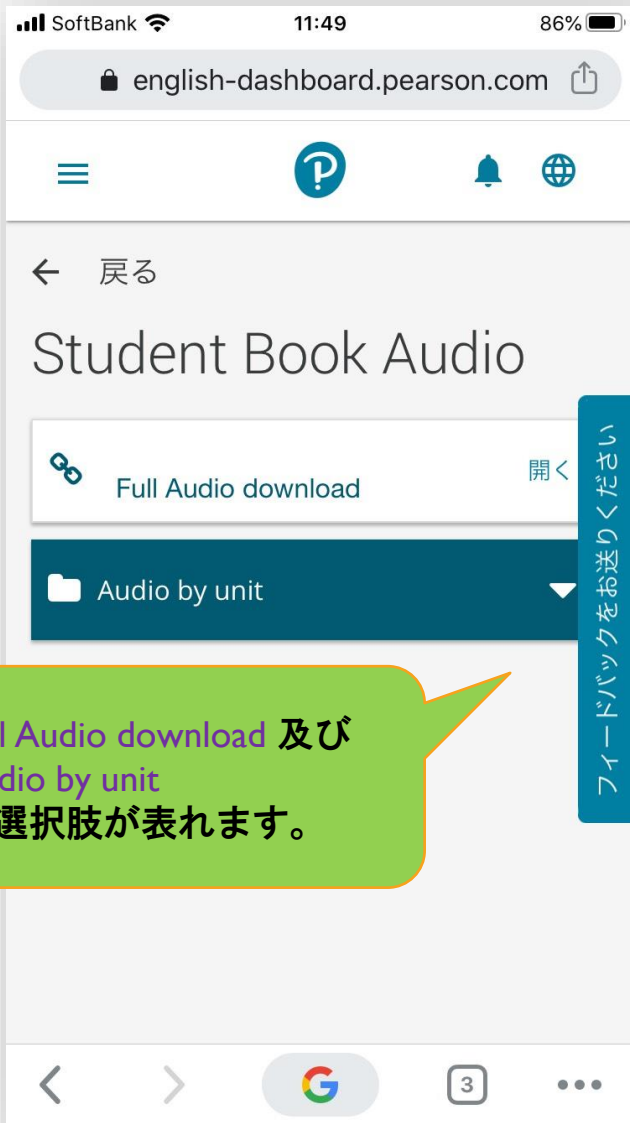 SoftBank 11:49 86%
english-dashboard.pearson.com
戻る
Student Book Audio
Full Audio download 開く
Audio by unit
フィードバックをお送りください
Audio download 及び
by unit
選択肢が表れます。
3